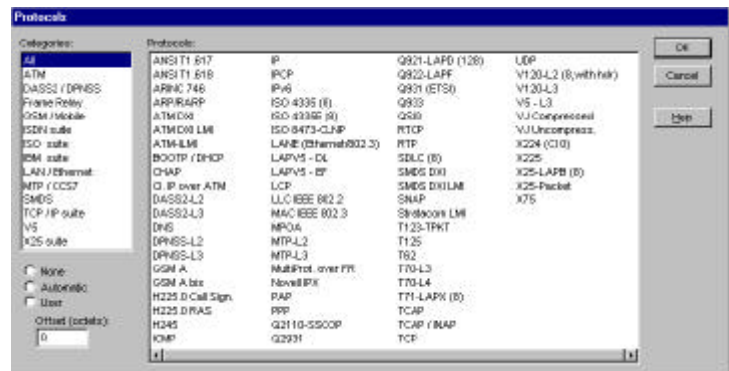 Protocols
Categories:
All
ATM
DASS2 / DPNSS
Frame Relay
GSM / Mobile
ISDN suite
ISO suite
IBM suite
LAN / Ethernet
MTP / CCS7
SMDS
TCP / IP suite
V5
X25 suite
None
Automatic
User
Offset (octets):
0
Protocols:
ANSI T1.617
ANSI T1.618
ARINC 746
ARP/RARP
ATM DXI
ATM DXI LMI
ATM-ILMI
BOOTP / DHCP
CHAP
Cl. IP over ATM
DASS2-L2
DASS2-L3
DNS
DPNSS-L2
DPNSS-L3
GSM A
GSM A bis
H225.0 Call Sign.
H225.0 RAS
H245
ICMP
IP
IPCP
IPv6
ISO 4335 (8)
ISO 4335E (8)
ISO 8473-CLNP
LANE (Ethernet/802.3)
LAPV5 - DL
LAPV5 - EF
LCP
LLC IEEE 802.2
MAC IEEE 802.3
MPOA
MTP-L2
MTP-L3
MultiProt. over FR
Novell IPX
PAP
PPP
Q2110-SSCOP
Q2931
Q921-LAPD (128)
Q922-LAPF
Q931 (ETSI)
Q933
QSIG
RTCP
RTP
SDLC (8)
SMDS DXI
SMDS DXI LMI
SNAP
Stratacom LMI
T123-TPKT
T125
T62
T70-L3
T70-L4
T71-LAPX (8)
TCAP
TCAP / INAP
TCP
UDP
V120-L2 (8,with hdr)
V120-L3
V5 - L3
VJ Compressed
VJ Uncompress.
X224 (Cl0)
X225
X25-LAPB (8)
X25-Packet
X75
OK
Cancel
Help